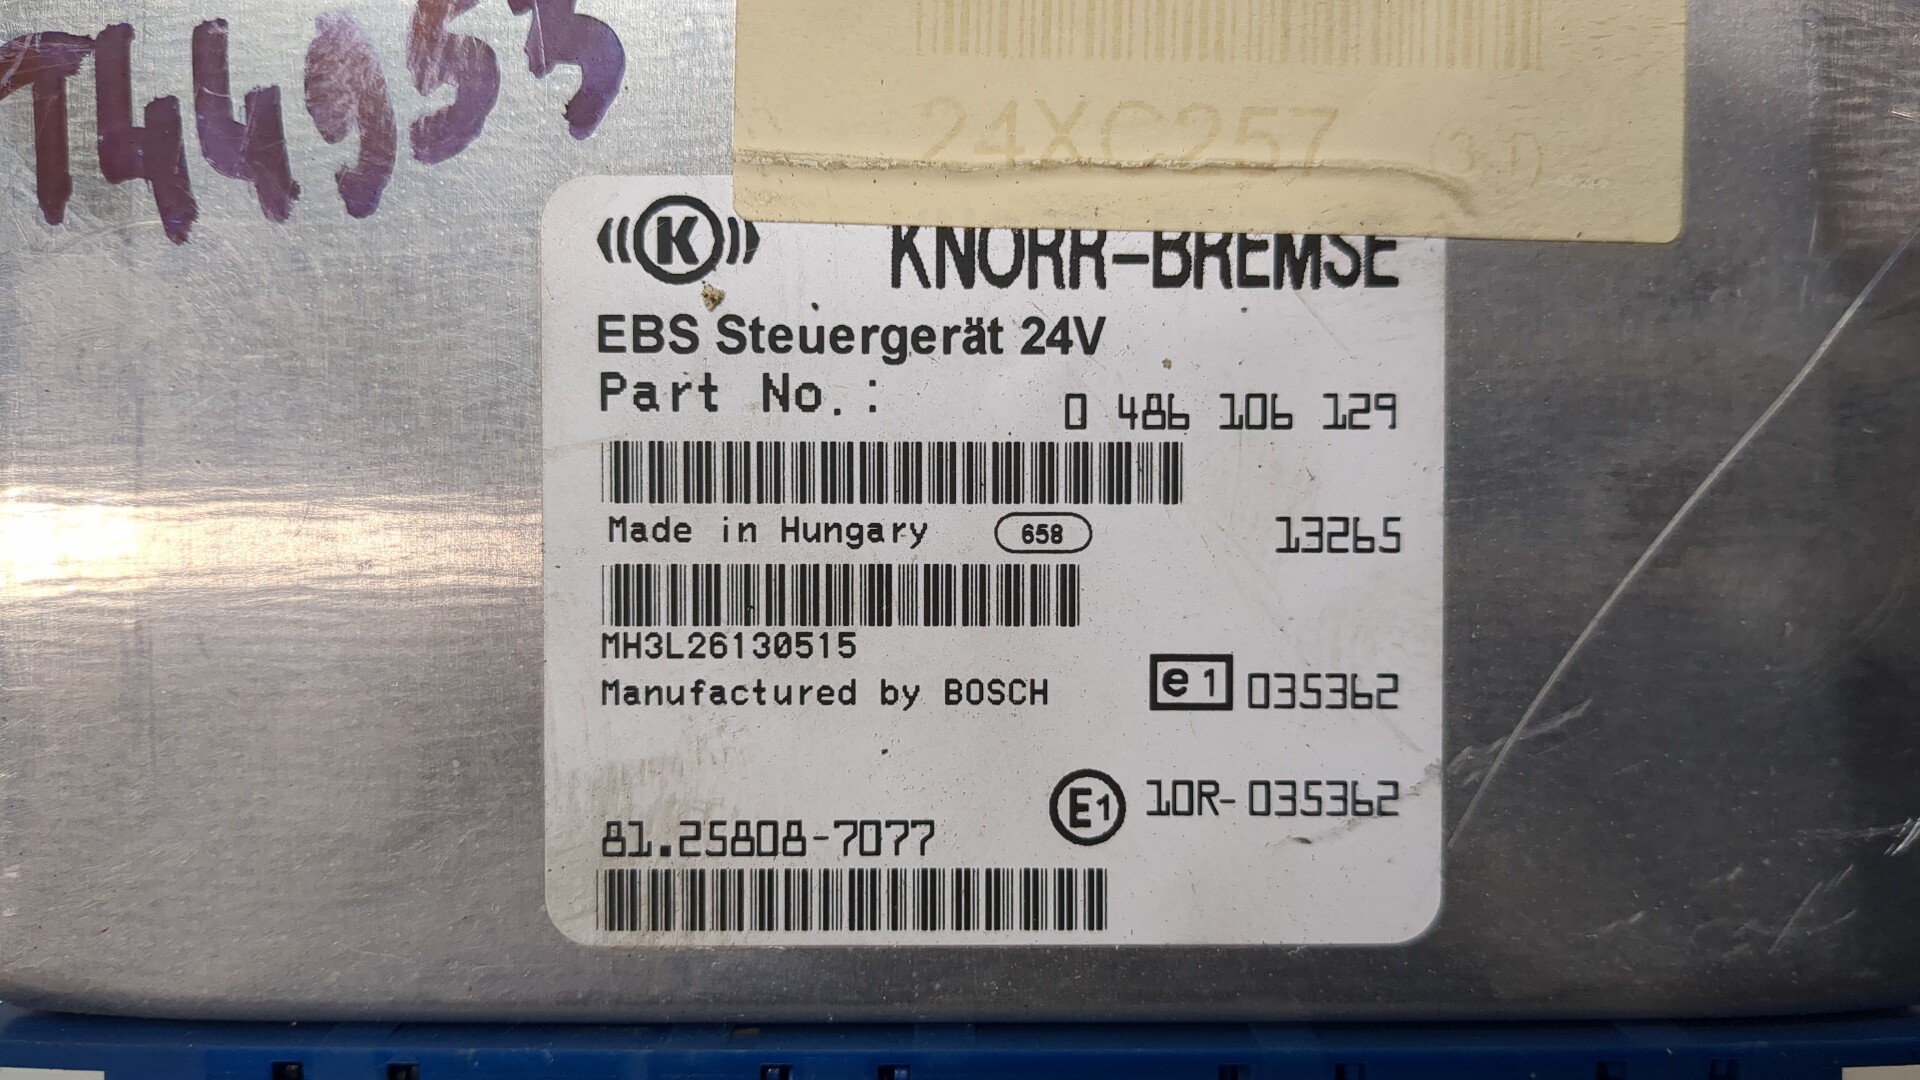 T44953
24XC257
K
KNORR-BREMSE
EBS Steuergerät 24V
Part No.: 0 486 106 129
Made in Hungary 658 13265
MH3L26130515
Manufactured by BOSCH e1 035362
E1 10R-035362
81.25808-7077